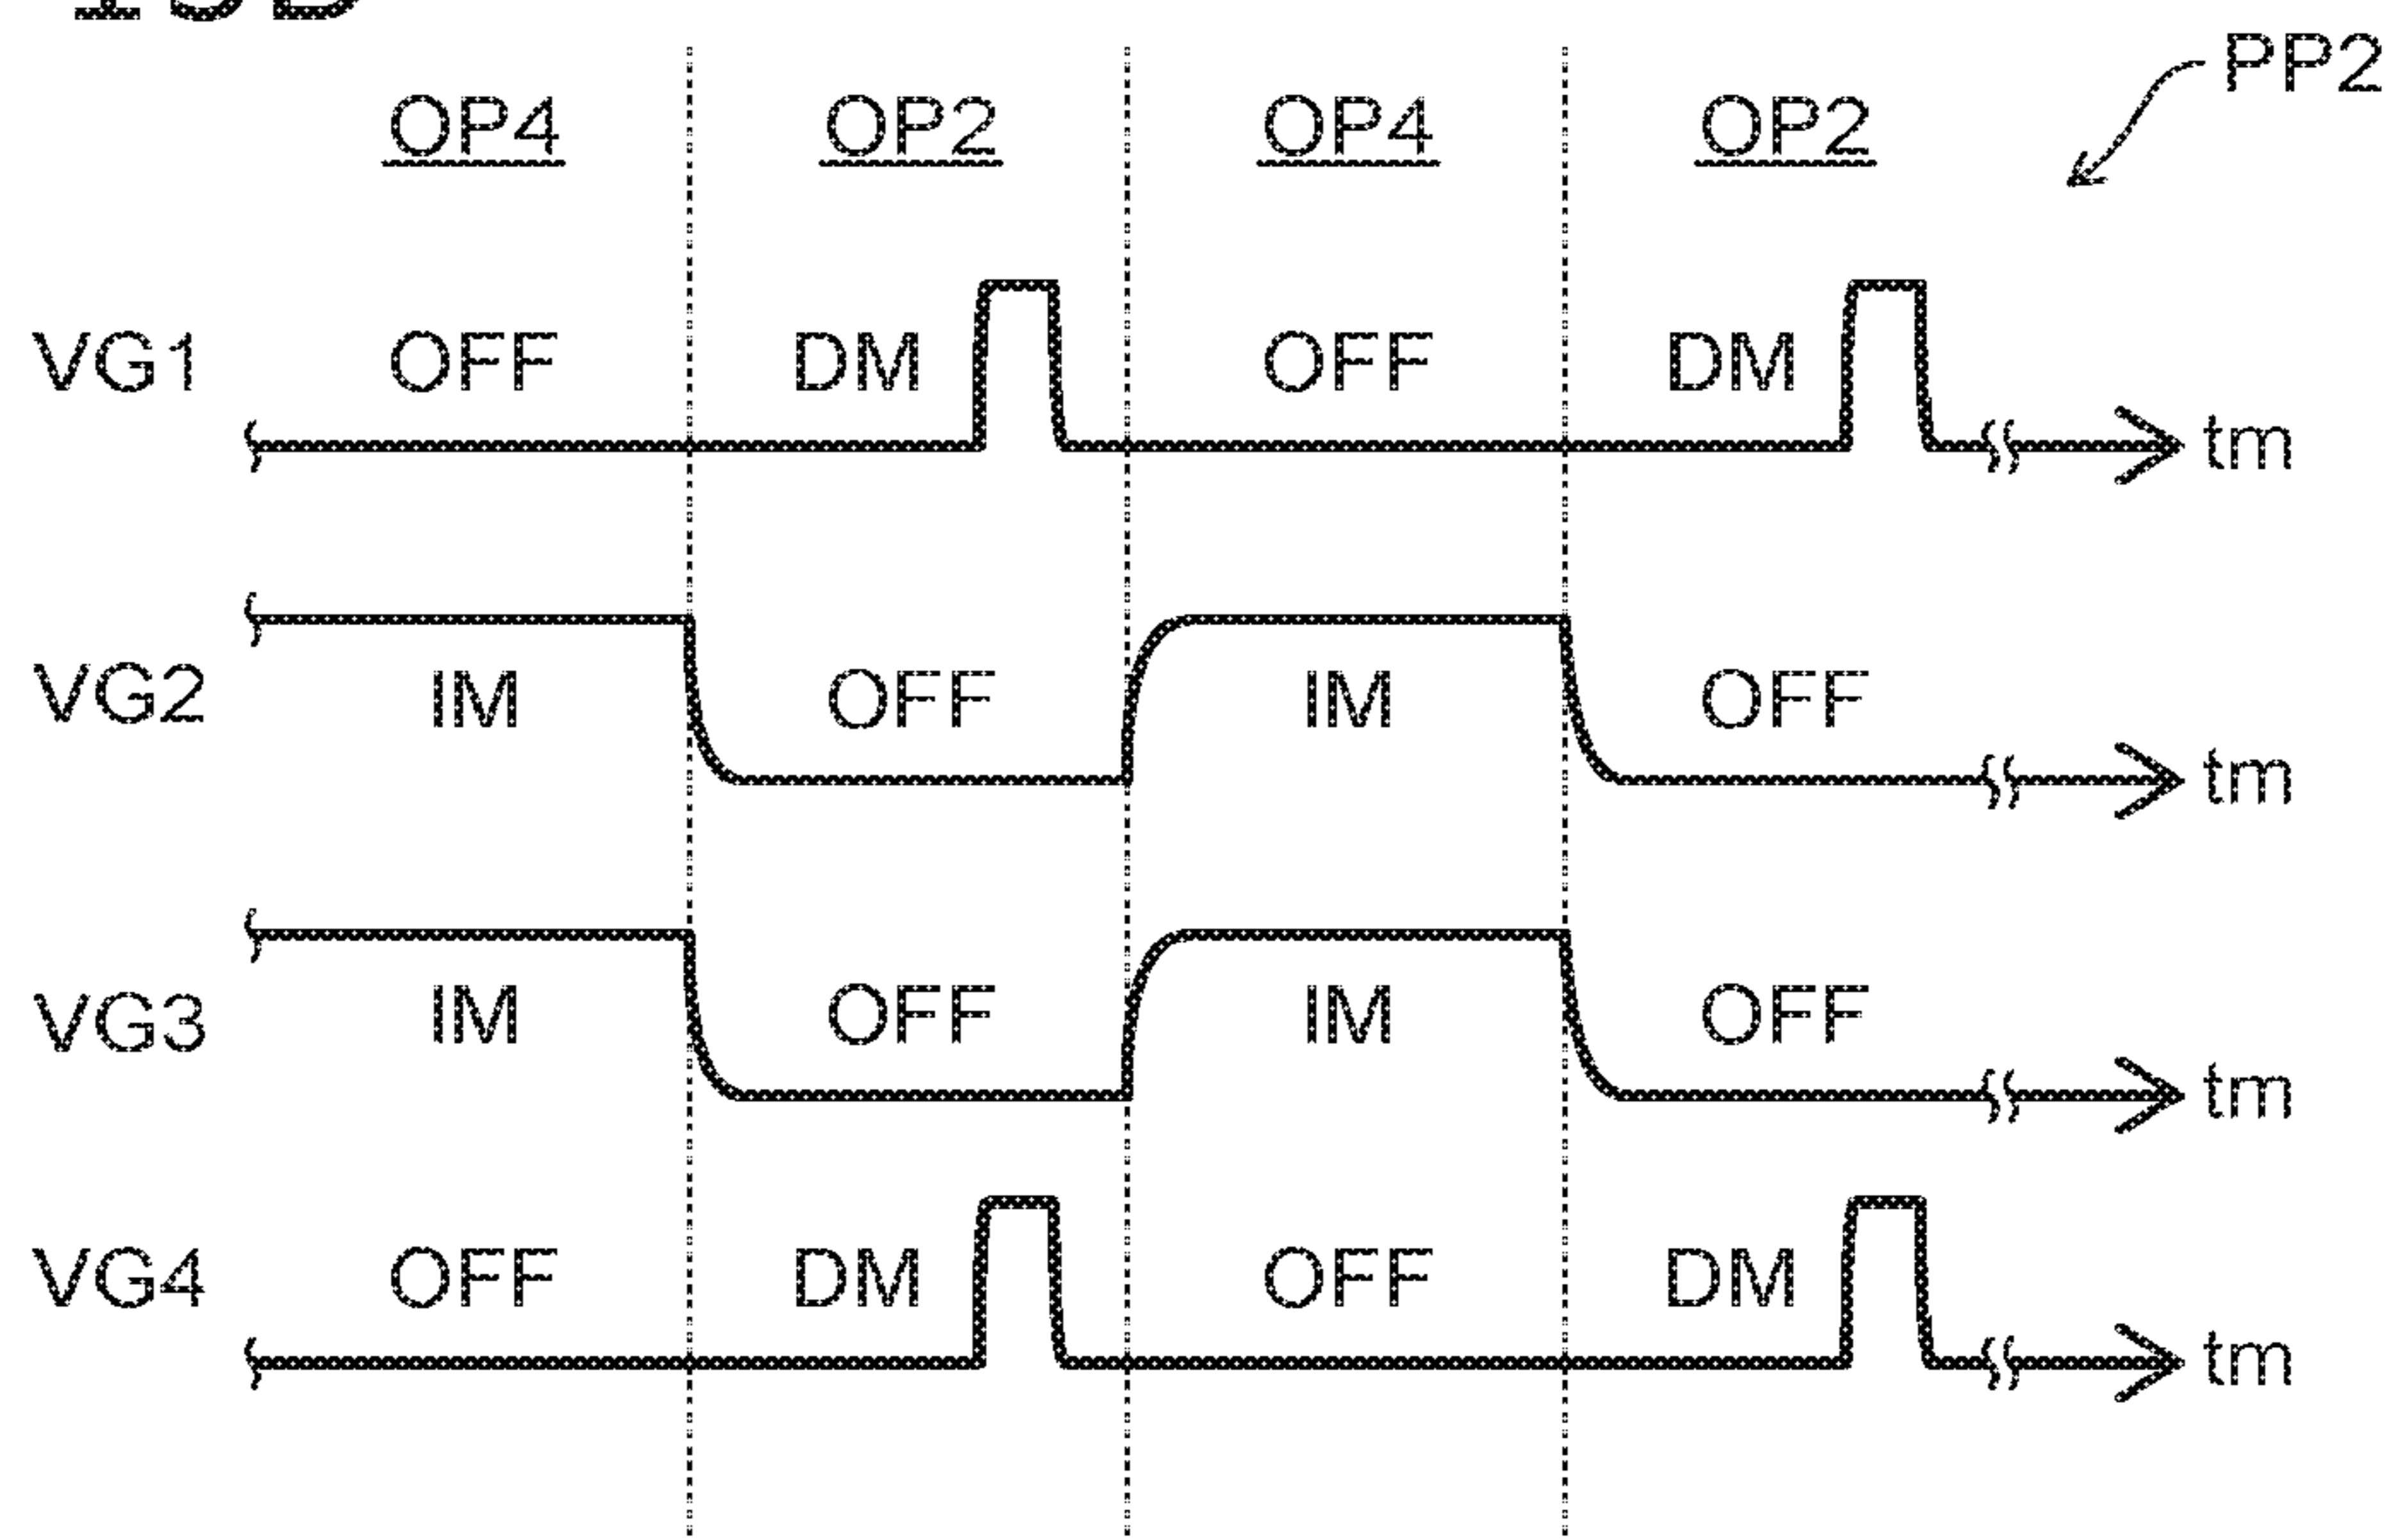 PP2
OP4 OP2 OP4 OP2
VG1 OFF DM OFF DM tm
VG2 IM OFF IM OFF tm
VG3 IM OFF IM OFF tm
VG4 OFF DM OFF DM tm